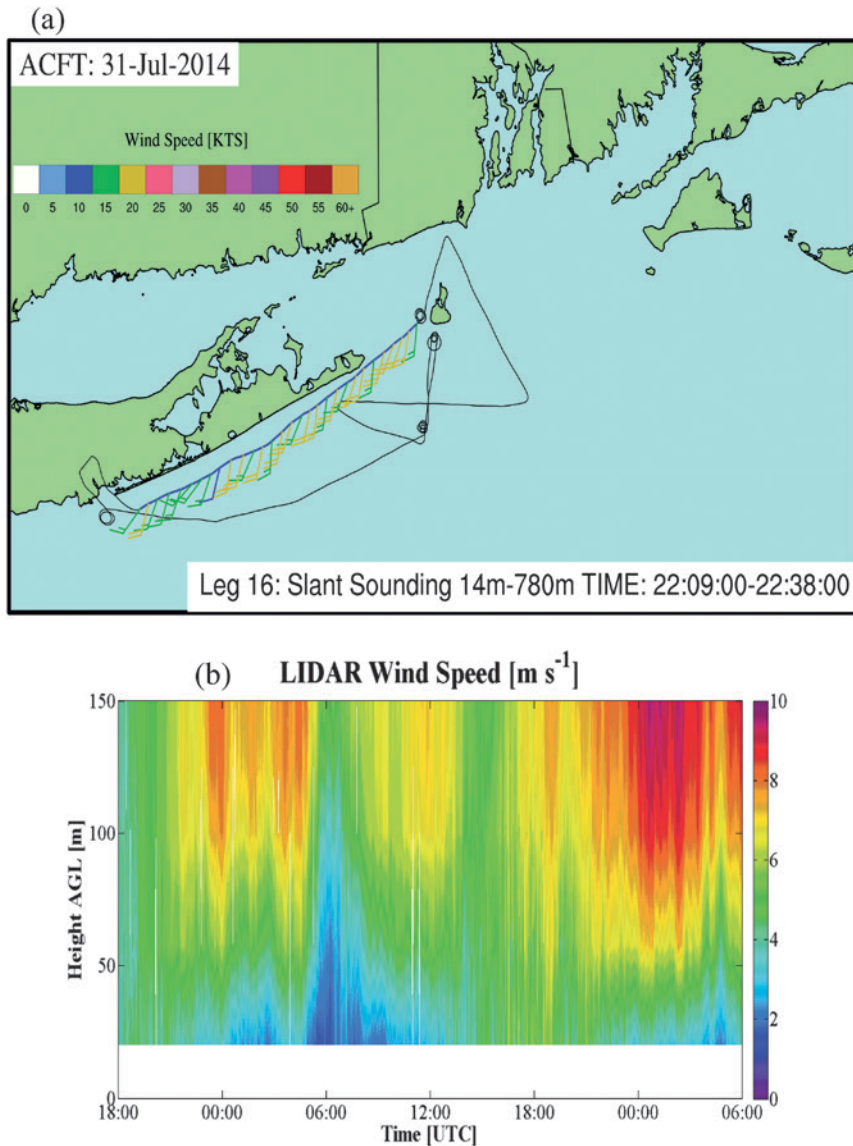 (a)
ACFT: 31-Jul-2014
Wind Speed [KTS]
0 5 10 15 20 25 30 35 40 45 50 55 60+
Leg 16: Slant Sounding 14m-780m TIME: 22:09:00-22:38:00
(b) LIDAR Wind Speed [m s⁻¹]
150
100
50
0
Height AGL [m]
18:00 00:00 06:00 12:00 18:00 00:00 06:00
Time [UTC]
10
8
6
4
2
0